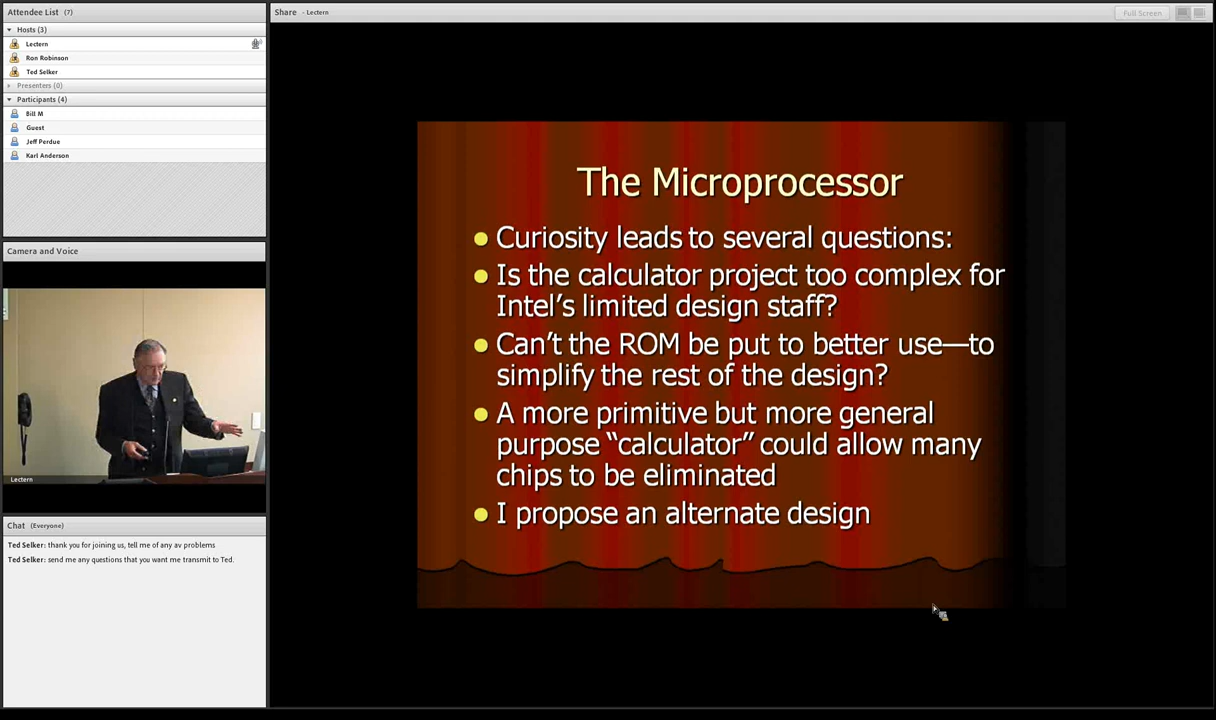 Attendee List (7)
Hosts (3)
Lectern
Ron Robinson
Ted Selker
Presenters (0)
Participants (4)
Bill M
Guest
Jeff Perdue
Karl Anderson
Camera and Voice
Lectern
Chat (Everyone)
Ted Selker: thank you for joining us, tell me of any av problems
Ted Selker: send me any questions that you want me transmit to Ted.
Share - Lectern
Full Screen
The Microprocessor
Curiosity leads to several questions:
Is the calculator project too complex for
Intel’s limited design staff?
Can’t the ROM be put to better use—to
simplify the rest of the design?
A more primitive but more general
purpose “calculator” could allow many
chips to be eliminated
I propose an alternate design